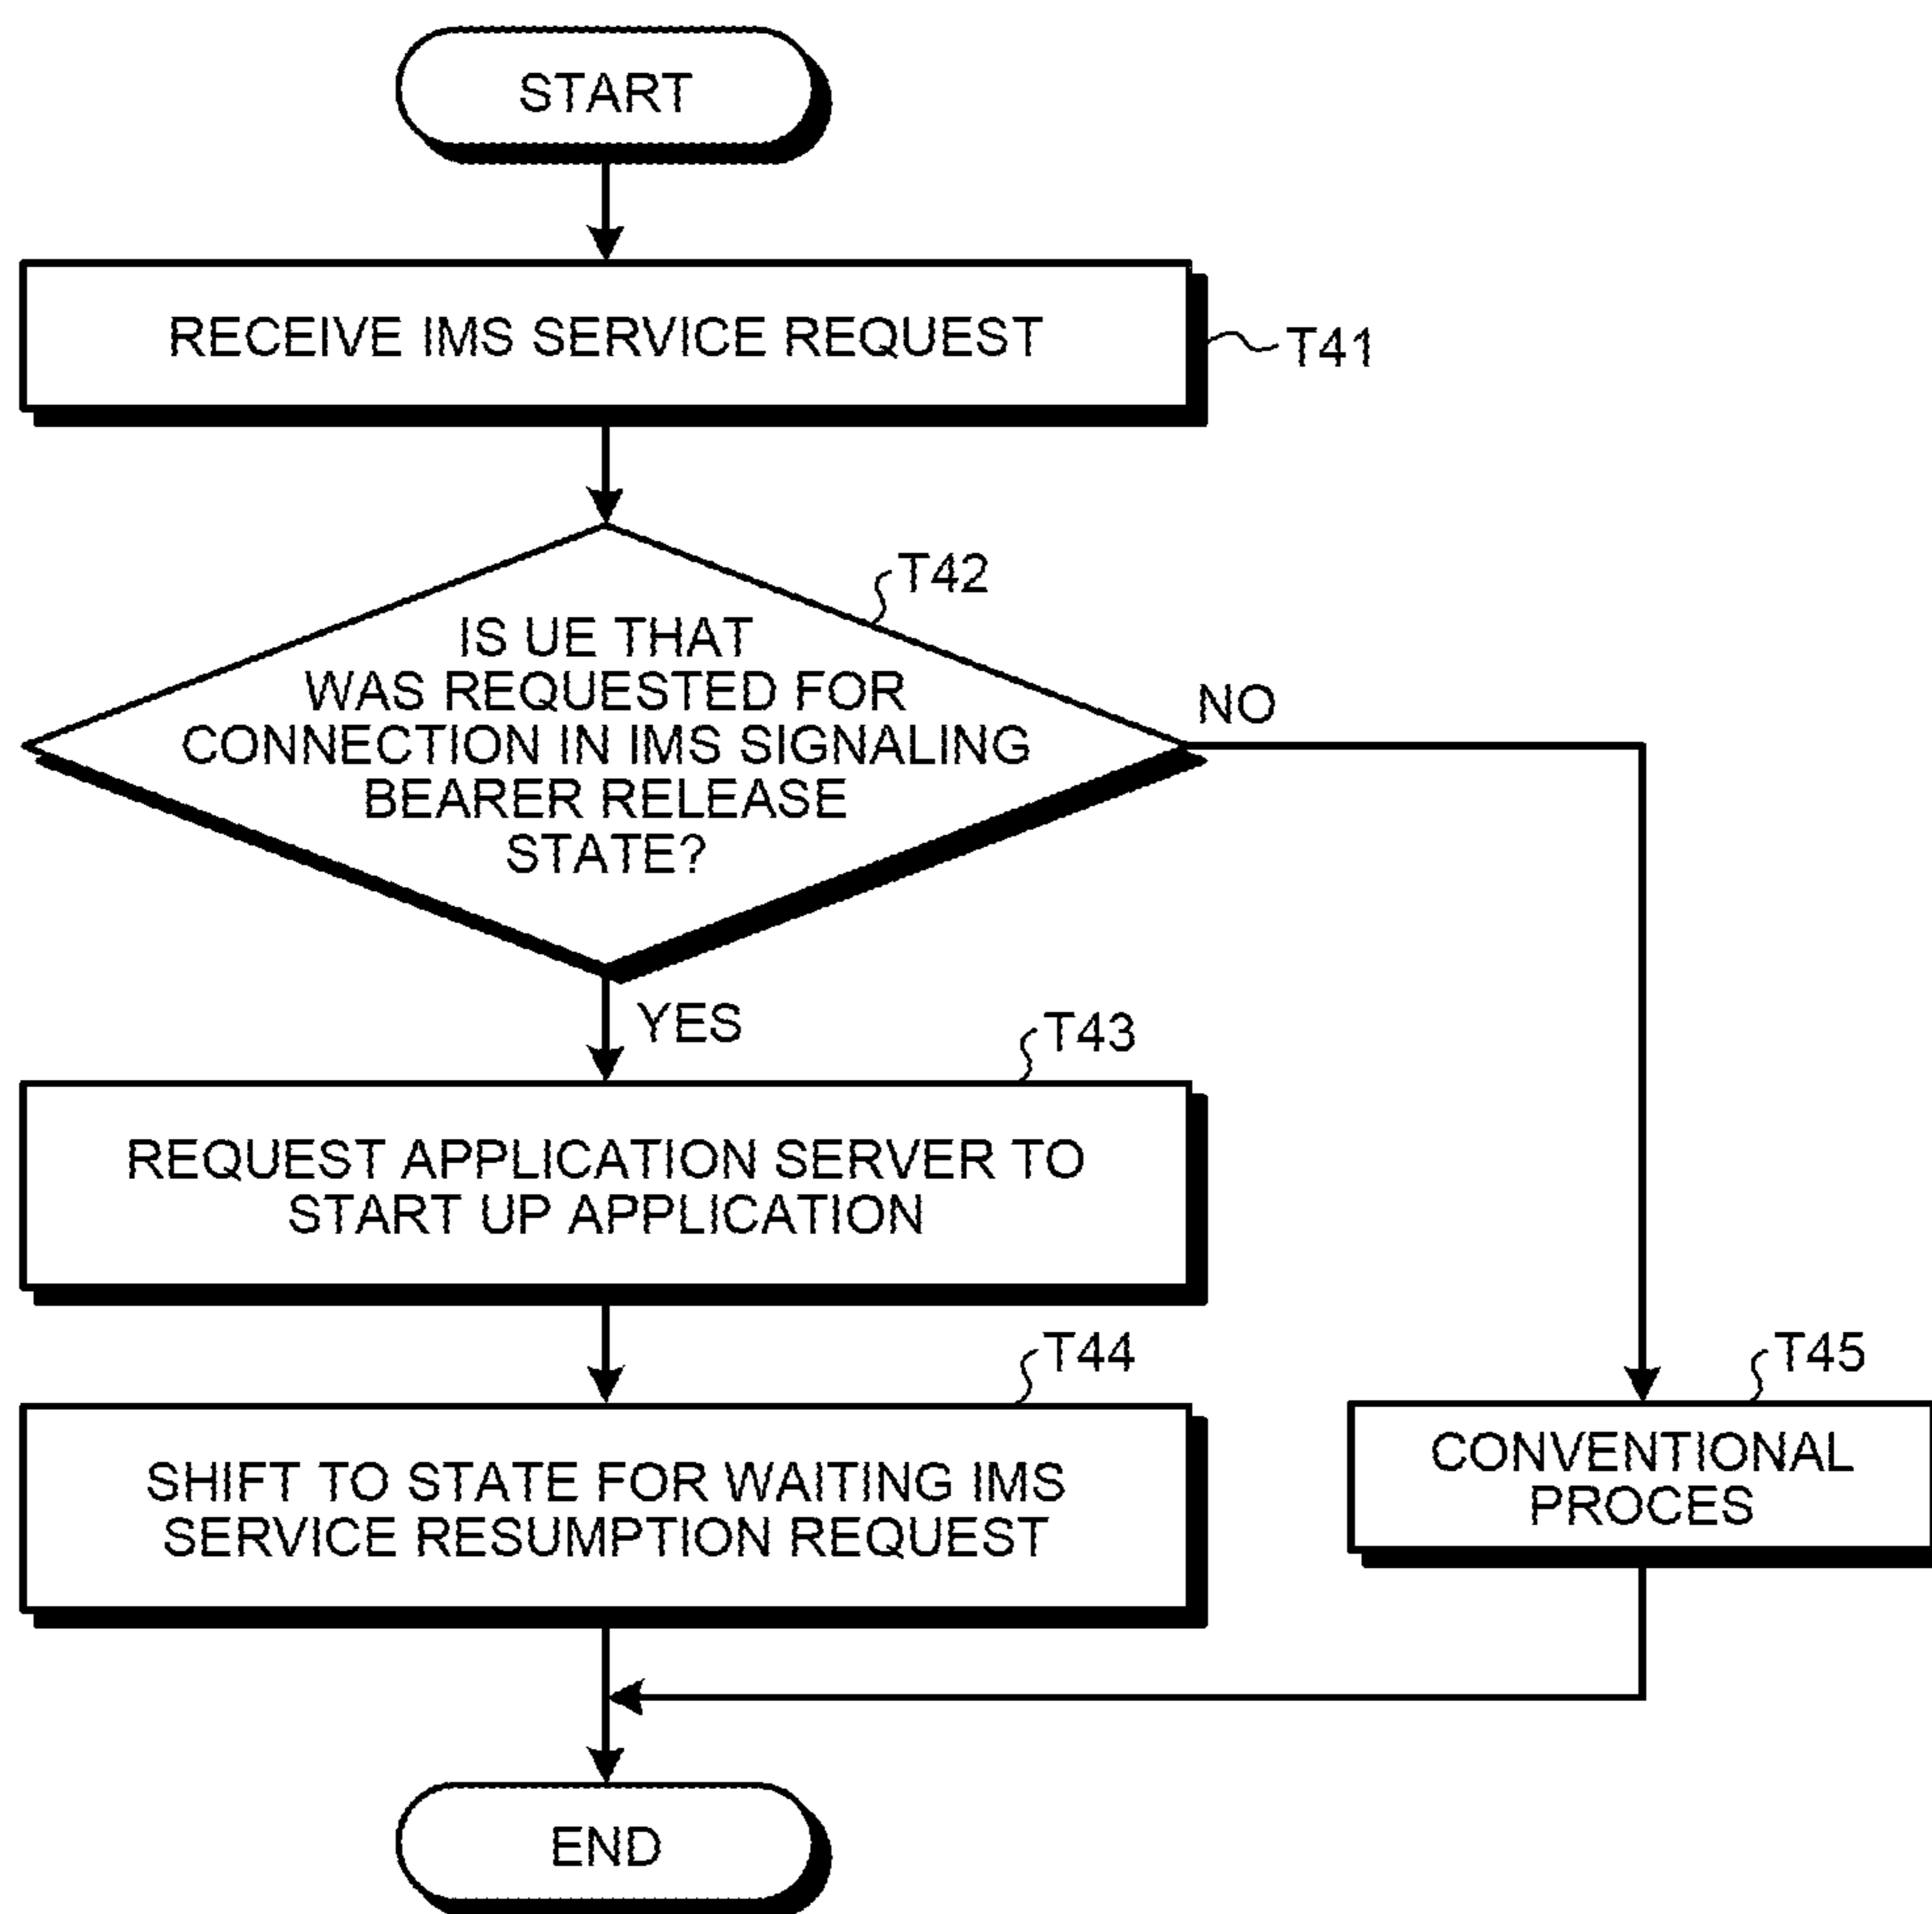 START
RECEIVE IMS SERVICE REQUEST
T41
T42
IS UE THAT
WAS REQUESTED FOR
CONNECTION IN IMS SIGNALING
BEARER RELEASE
STATE?
NO
YES
T43
REQUEST APPLICATION SERVER TO
START UP APPLICATION
T44
SHIFT TO STATE FOR WAITING IMS
SERVICE RESUMPTION REQUEST
T45
CONVENTIONAL
PROCES
END